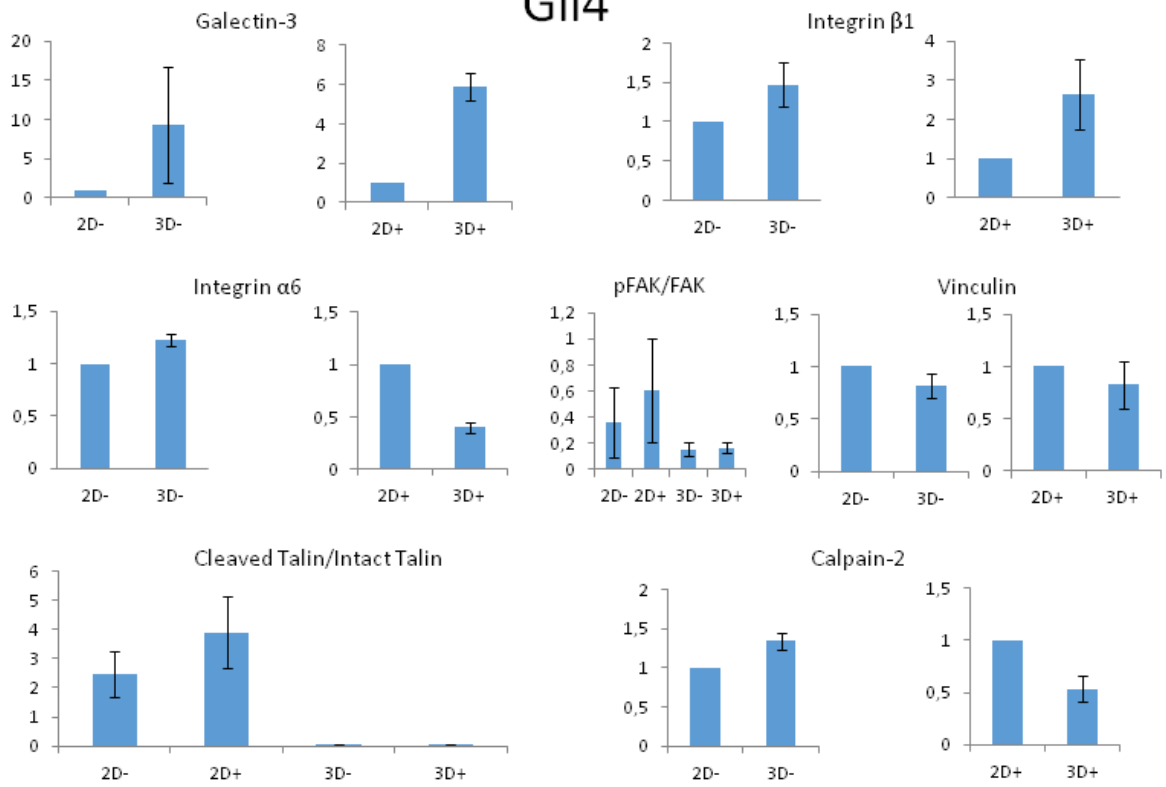 Gli4
Galectin-3
20
15
10
5
0
2D-
3D-
8
6
4
2
0
2D+
3D+
Integrin β1
2
1,5
1
0,5
0
2D-
3D-
4
3
2
1
0
2D+
3D+
Integrin α6
1,5
1
0,5
0
2D-
3D-
1,5
1
0,5
0
2D+
3D+
pFAK/FAK
1,2
1
0,8
0,6
0,4
0,2
0
2D- 2D+ 3D- 3D+
Vinculin
1,5
1
0,5
0
2D-
3D-
1,5
1
0,5
0
2D+
3D+
Cleaved Talin/Intact Talin
6
5
4
3
2
1
0
2D-
2D+
3D-
3D+
Calpain-2
2
1,5
1
0,5
0
2D-
3D-
1,5
1
0,5
0
2D+
3D+